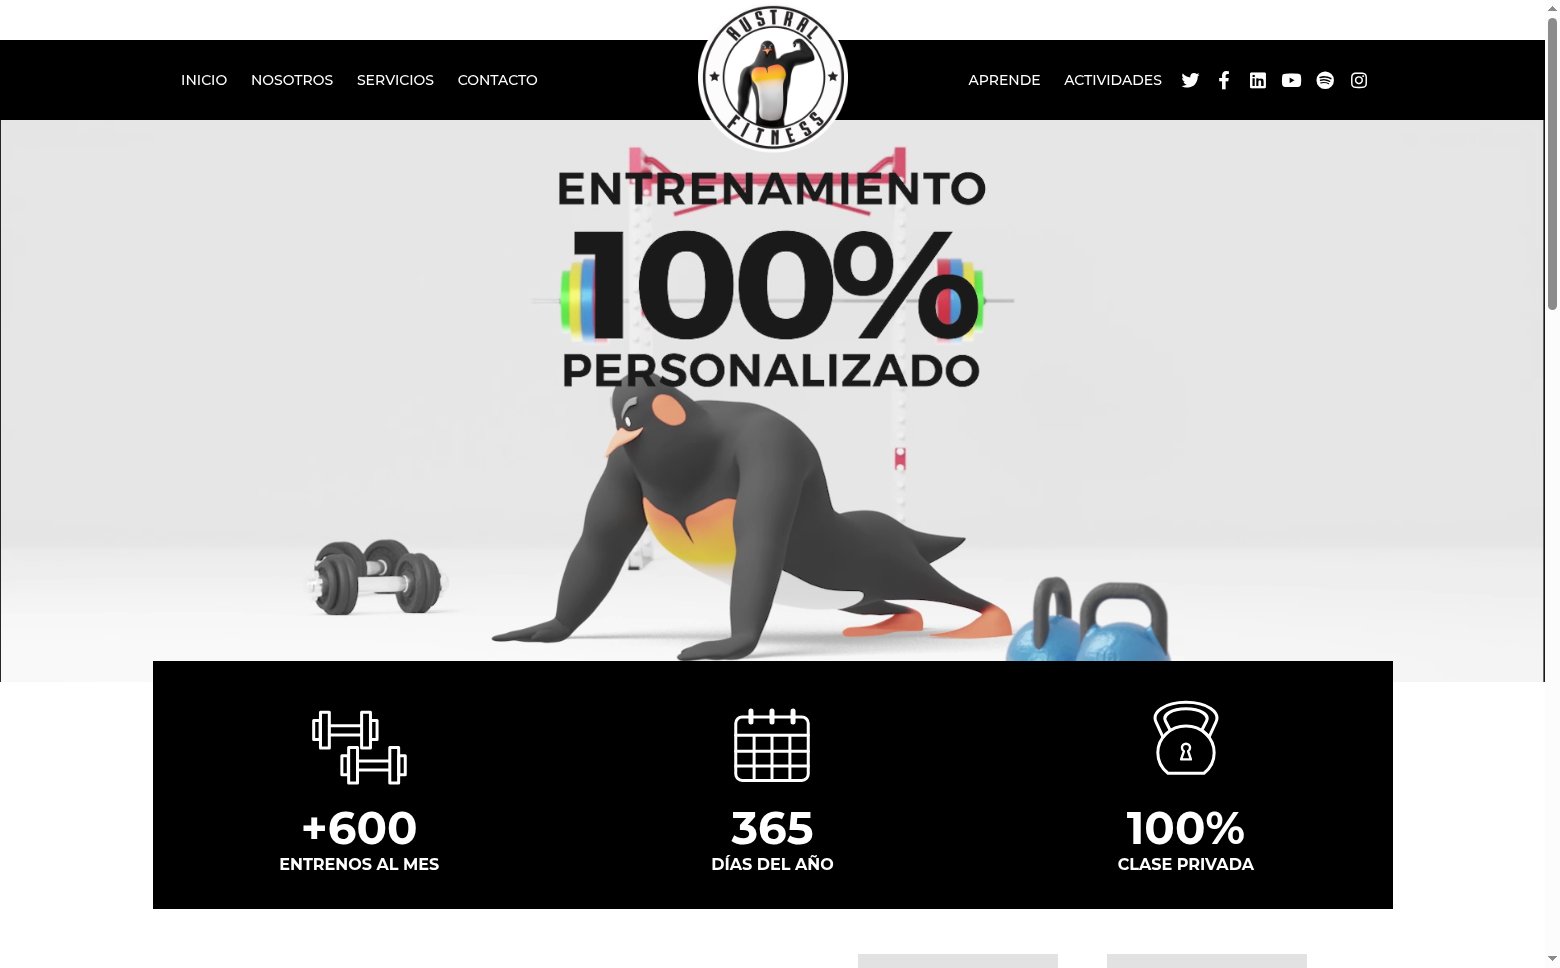 AUSTRAL
FITNESS
INICIO NOSOTROS SERVICIOS CONTACTO
APRENDE ACTIVIDADES
ENTRENAMIENTO
100%
PERSONALIZADO
+600
ENTRENOS AL MES
365
DÍAS DEL AÑO
100%
CLASE PRIVADA